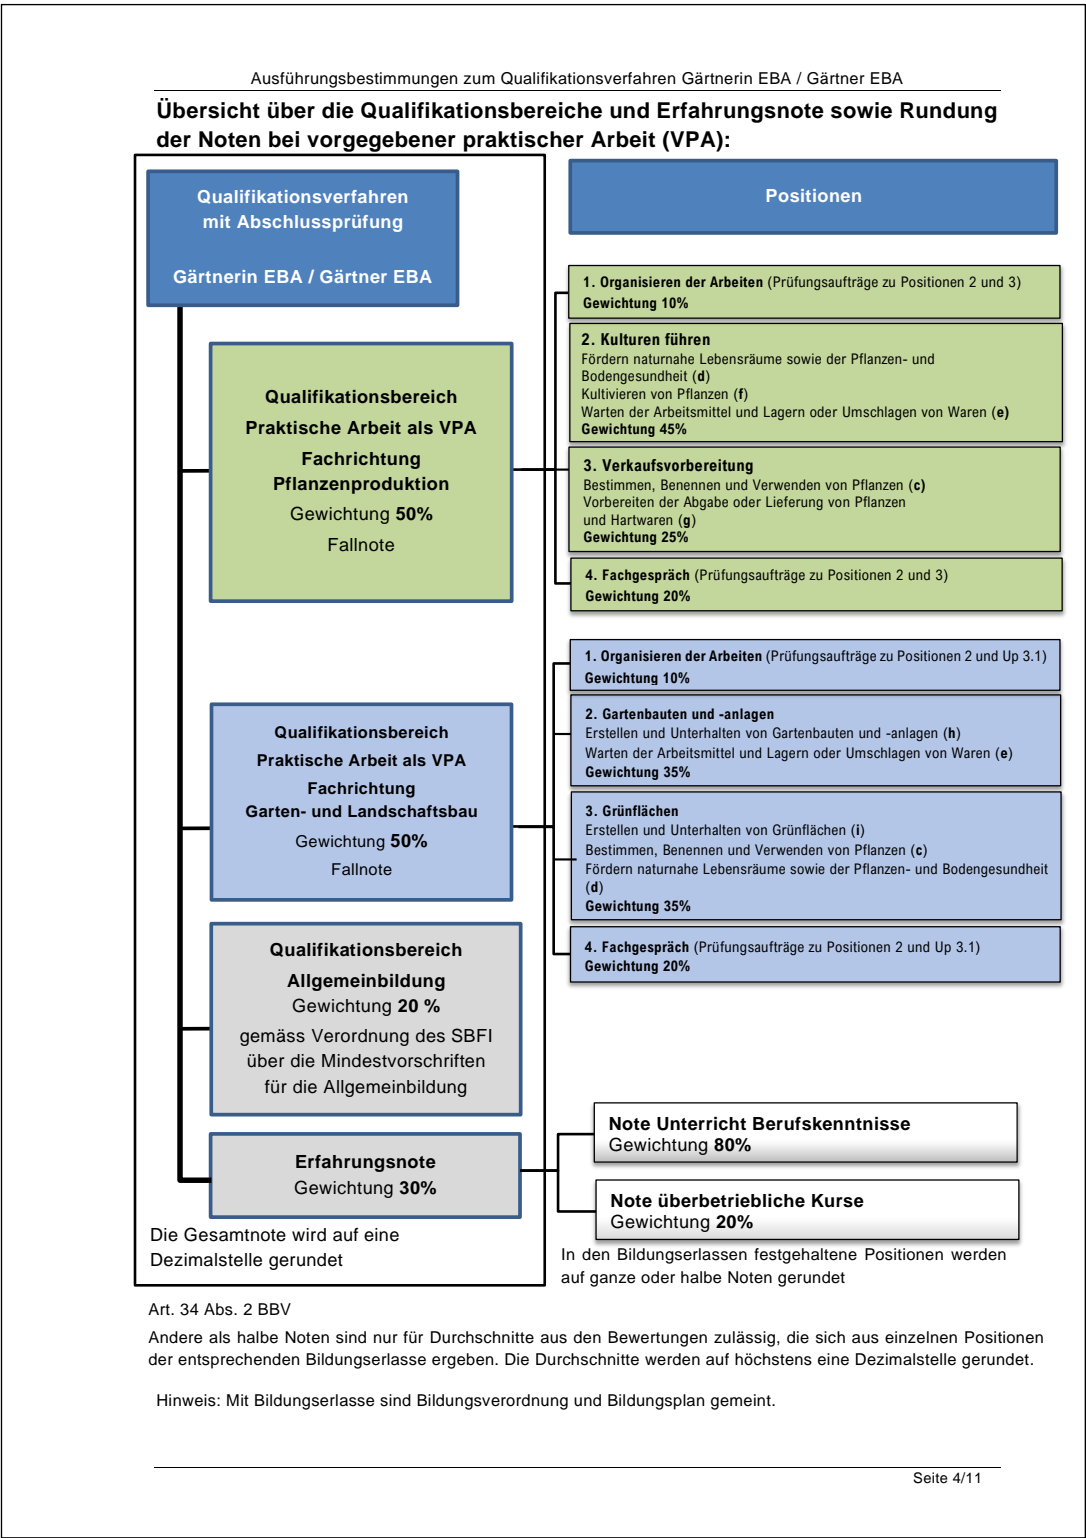 Ausführungsbestimmungen zum Qualifikationsverfahren Gärtnerin EBA / Gärtner EBA
Übersicht über die Qualifikationsbereiche und Erfahrungsnote sowie Rundung
der Noten bei vorgegebener praktischer Arbeit (VPA):
Qualifikationsverfahren
mit Abschlussprüfung
Gärtnerin EBA / Gärtner EBA
Positionen
Qualifikationsbereich
Praktische Arbeit als VPA
Fachrichtung
Pflanzenproduktion
Gewichtung 50%
Fallnote
1. Organisieren der Arbeiten (Prüfungsaufträge zu Positionen 2 und 3)
Gewichtung 10%
2. Kulturen führen
Fördern naturnahe Lebensräume sowie der Pflanzen- und
Bodengesundheit (d)
Kultivieren von Pflanzen (f)
Warten der Arbeitsmittel und Lagern oder Umschlagen von Waren (e)
Gewichtung 45%
3. Verkaufsvorbereitung
Bestimmen, Benennen und Verwenden von Pflanzen (c)
Vorbereiten der Abgabe oder Lieferung von Pflanzen
und Hartwaren (g)
Gewichtung 25%
4. Fachgespräch (Prüfungsaufträge zu Positionen 2 und 3)
Gewichtung 20%
Qualifikationsbereich
Praktische Arbeit als VPA
Fachrichtung
Garten- und Landschaftsbau
Gewichtung 50%
Fallnote
1. Organisieren der Arbeiten (Prüfungsaufträge zu Positionen 2 und Up 3.1)
Gewichtung 10%
2. Gartenbauten und -anlagen
Erstellen und Unterhalten von Gartenbauten und -anlagen (h)
Warten der Arbeitsmittel und Lagern oder Umschlagen von Waren (e)
Gewichtung 35%
3. Grünflächen
Erstellen und Unterhalten von Grünflächen (i)
Bestimmen, Benennen und Verwenden von Pflanzen (c)
Fördern naturnahe Lebensräume sowie der Pflanzen- und Bodengesundheit
(d)
Gewichtung 35%
4. Fachgespräch (Prüfungsaufträge zu Positionen 2 und Up 3.1)
Gewichtung 20%
Qualifikationsbereich
Allgemeinbildung
Gewichtung 20 %
gemäss Verordnung des SBFI
über die Mindestvorschriften
für die Allgemeinbildung
Erfahrungsnote
Gewichtung 30%
Note Unterricht Berufskenntnisse
Gewichtung 80%
Note überbetriebliche Kurse
Gewichtung 20%
Die Gesamtnote wird auf eine
Dezimalstelle gerundet
In den Bildungserlassen festgehaltene Positionen werden
auf ganze oder halbe Noten gerundet
Art. 34 Abs. 2 BBV
Andere als halbe Noten sind nur für Durchschnitte aus den Bewertungen zulässig, die sich aus einzelnen Positionen
der entsprechenden Bildungserlasse ergeben. Die Durchschnitte werden auf höchstens eine Dezimalstelle gerundet.
Hinweis: Mit Bildungserlasse sind Bildungsverordnung und Bildungsplan gemeint.
Seite 4/11